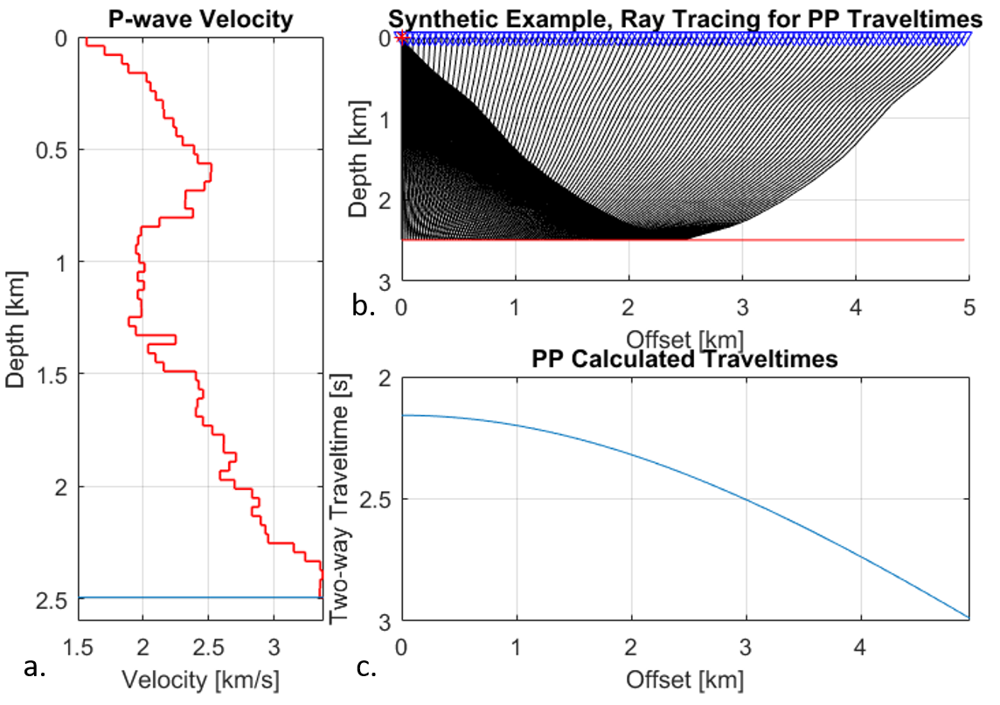 P-wave Velocity
0
0.5
1
1.5
2
2.5
Depth [km]
1.5
2
2.5
3
Velocity [km/s]
a.
Synthetic Example, Ray Tracing for PP Traveltimes
0
1
2
3
Depth [km]
0
1
2
3
4
5
Offset [km]
b.
PP Calculated Traveltimes
2
2.5
3
Two-way Traveltime [s]
0
1
2
3
4
Offset [km]
c.